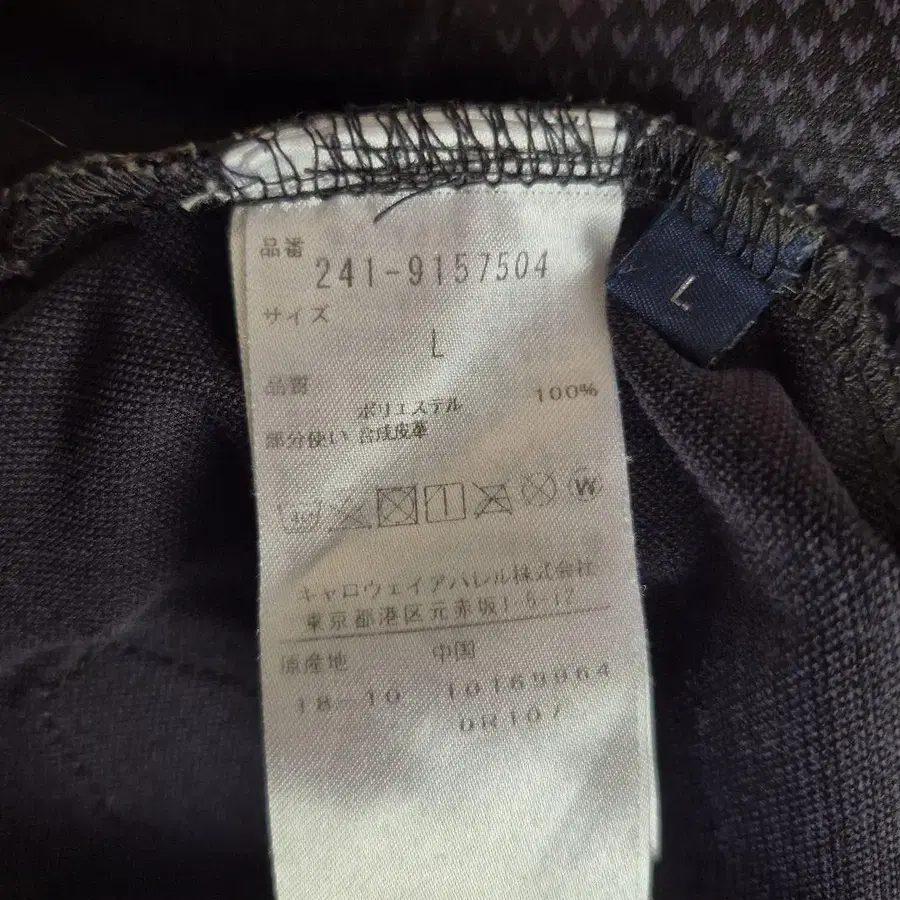 品番
241-9157504
サイズ
L
品質
ポリエステル 100%
部分使い 合成皮革
W
キャロウェイアパレル株式会社
東京都港区元赤坂1-5-12
原産地 中国
18-10 10169964
0R107
L